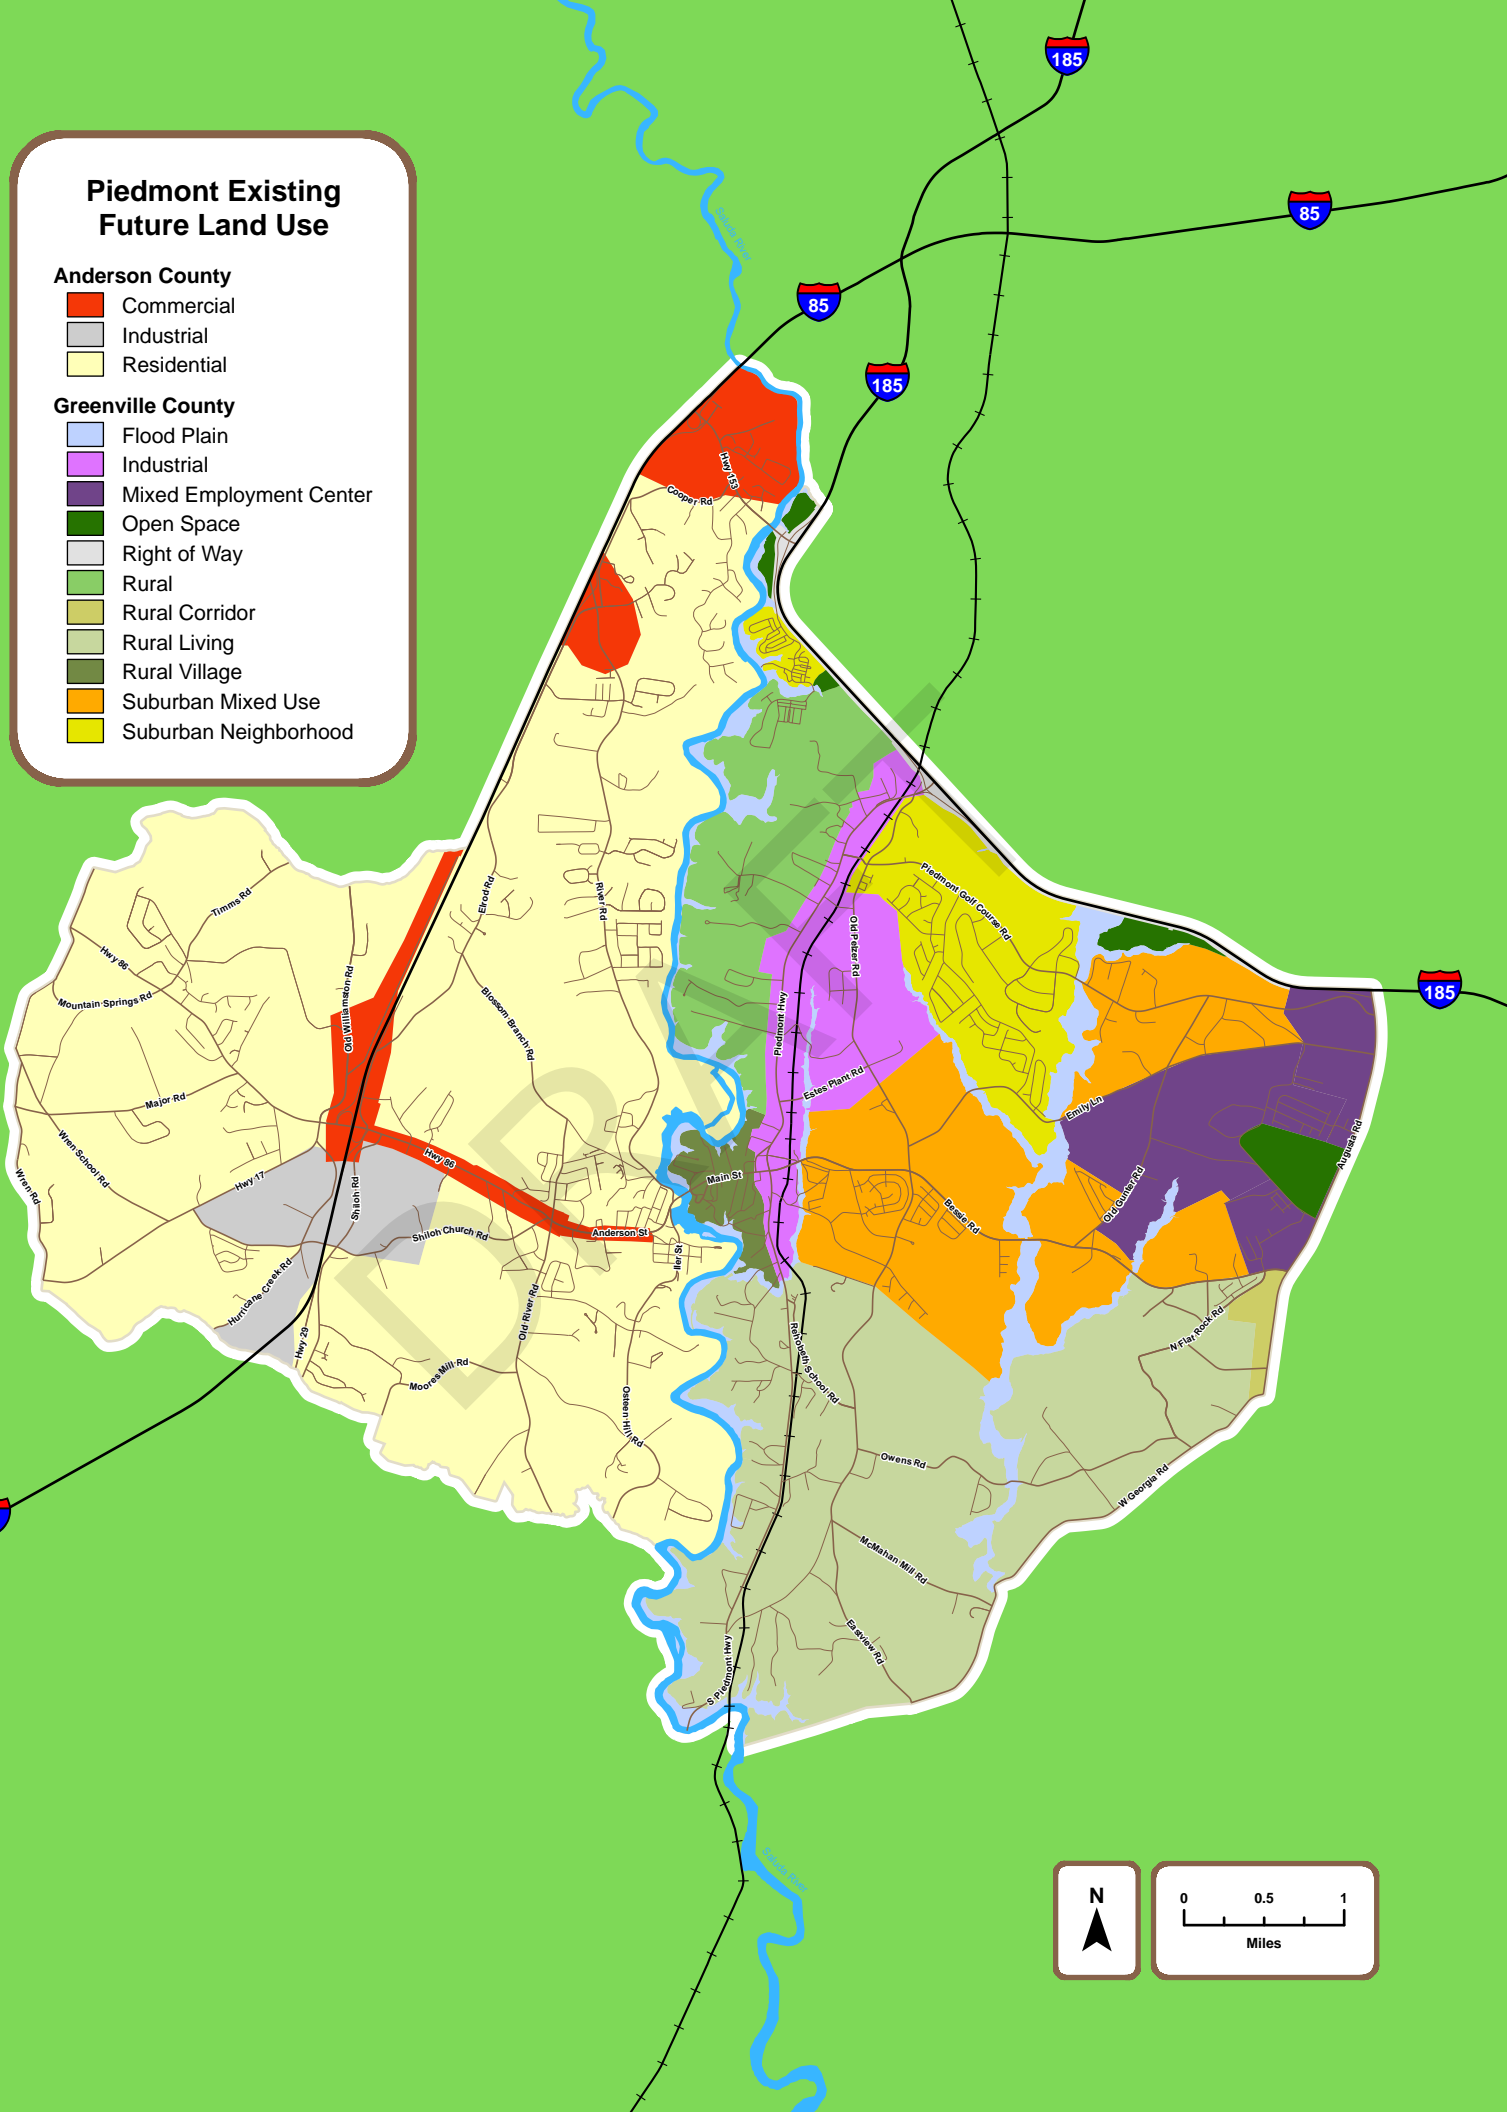 185
85
Saluda River
85
185
Piedmont Existing
Future Land Use
Anderson County
Commercial
Industrial
Residential
Greenville County
Flood Plain
Industrial
Mixed Employment Center
Open Space
Right of Way
Rural
Rural Corridor
Rural Living
Rural Village
Suburban Mixed Use
Suburban Neighborhood
Hwy 153
Cooper Rd
Piedmont Golf Course Rd
Elrod Rd
River Rd
Timms Rd
Old Pelzer Rd
Hwy 86
Mountain Springs Rd
Old Williamston Rd
Blossom Branch Rd
Piedmont Hwy
185
Estes Plant Rd
Major Rd
Emily Ln
Wren School Rd
Hwy 86
Augusta Rd
Wren Rd
Hwy 17
Shiloh Rd
Main St
Old Gunter Rd
Bessie Rd
Shiloh Church Rd
Anderson St
ller St
Hurricane Creek Rd
Old River Rd
Hwy 29
N Flat Rock Rd
Rehobeth School Rd
Moores Mill Rd
Osteen Hill Rd
Owens Rd
W Georgia Rd
McMahan Mill Rd
Eastview Rd
S Piedmont Hwy
DRAFT
Saluda River
N
0 0.5 1
Miles